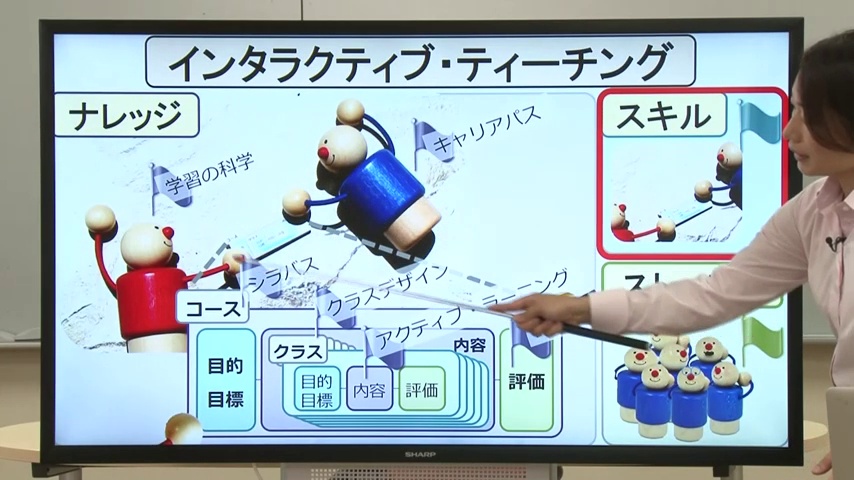 インタラクティブ・ティーチング
ナレッジ
スキル
キャリアパス
学習の科学
シラバス
クラスデザイン
アクティブ・ラーニング
コース
クラス
内容
目的
目標
目的
目標
内容
評価
評価
SHARP